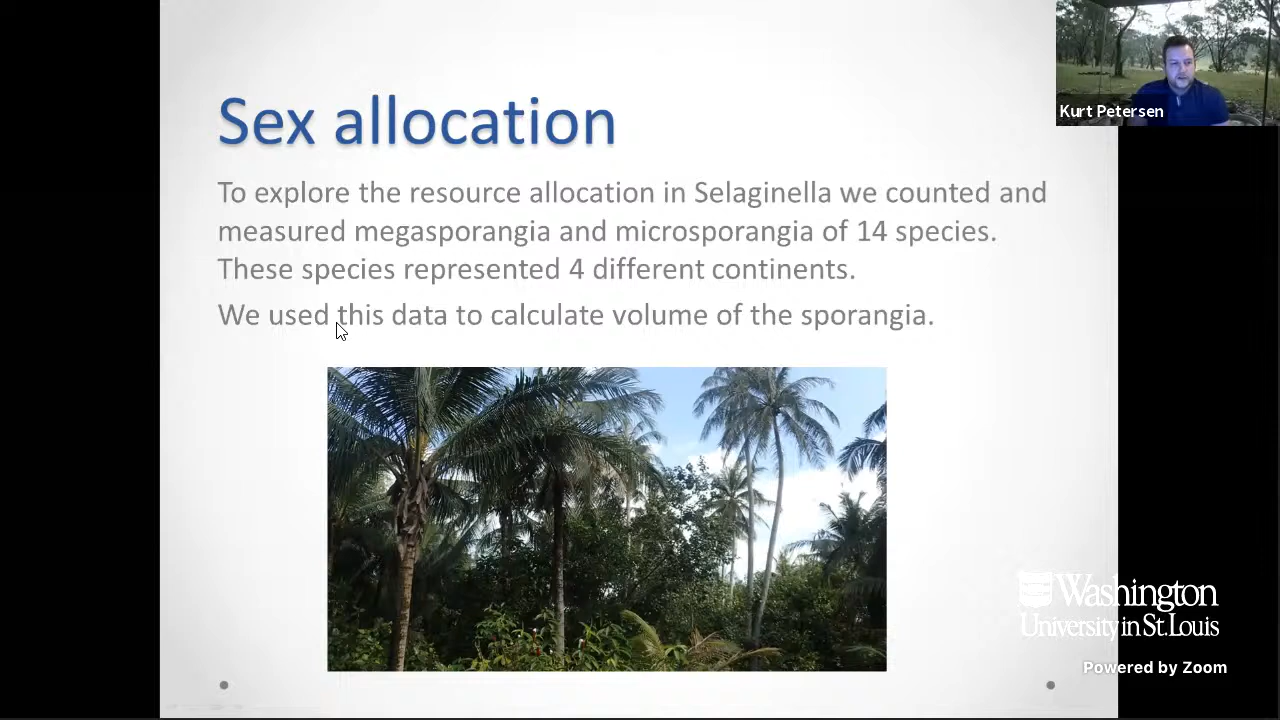 Sex allocation
To explore the resource allocation in Selaginella we counted and
measured megasporangia and microsporangia of 14 species.
These species represented 4 different continents.
We used this data to calculate volume of the sporangia.
Kurt Petersen
Washington
University in St. Louis
Powered by Zoom